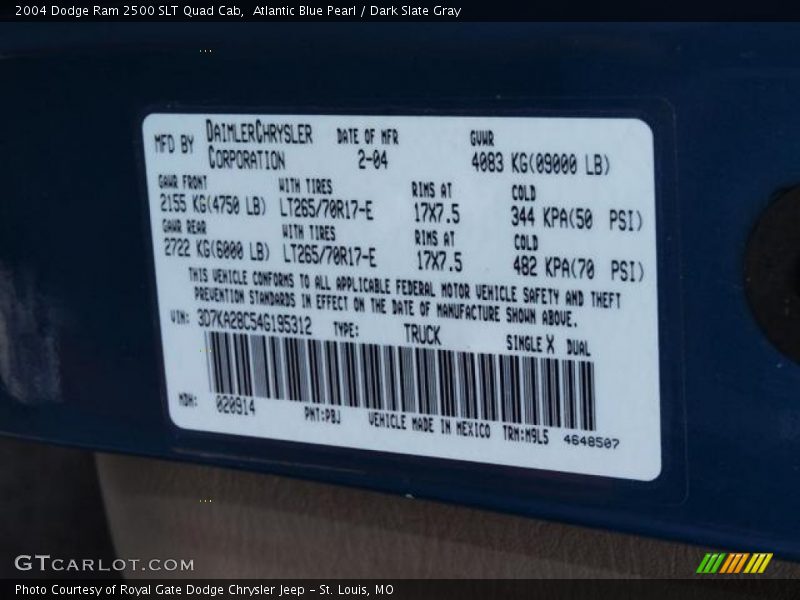 2004 Dodge Ram 2500 SLT Quad Cab,  Atlantic Blue Pearl / Dark Slate Gray
MFD BY DAIMLERCHRYSLER CORPORATION DATE OF MFR 2-04 GVWR 4083 KG(09000 LB)
GAWR FRONT WITH TIRES RIMS AT COLD
2155 KG(4750 LB) LT265/70R17-E 17X7.5 344 KPA(50 PSI)
GAWR REAR WITH TIRES RIMS AT COLD
2722 KG(6000 LB) LT265/70R17-E 17X7.5 482 KPA(70 PSI)
THIS VEHICLE CONFORMS TO ALL APPLICABLE FEDERAL MOTOR VEHICLE SAFETY AND THEFT
PREVENTION STANDARDS IN EFFECT ON THE DATE OF MANUFACTURE SHOWN ABOVE.
VIN: 3D7KA28C54G195312 TYPE: TRUCK SINGLE X DUAL
MDH: 020914 PNT:PBJ VEHICLE MADE IN MEXICO TRM:M9L5 4648507
GTCARLOT.COM
Photo Courtesy of Royal Gate Dodge Chrysler Jeep - St. Louis, MO